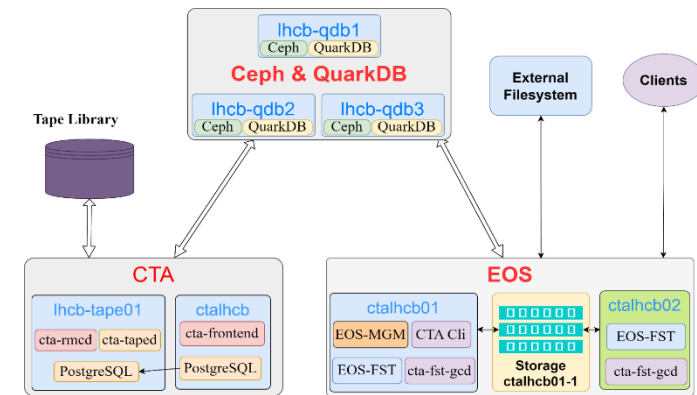 lhcb-qdb1
Ceph QuarkDB
Ceph & QuarkDB
lhcb-qdb2
Ceph QuarkDB
lhcb-qdb3
Ceph QuarkDB
External
Filesystem
Clients
Tape Library
CTA
lhcb-tape01
cta-rmcd cta-taped
PostgreSQL
ctalhcb
cta-frontend
PostgreSQL
EOS
ctalhcb01
EOS-MGM CTA Cli
EOS-FST cta-fst-gcd
Storage
ctalhcb01-1
ctalhcb02
EOS-FST
cta-fst-gcd